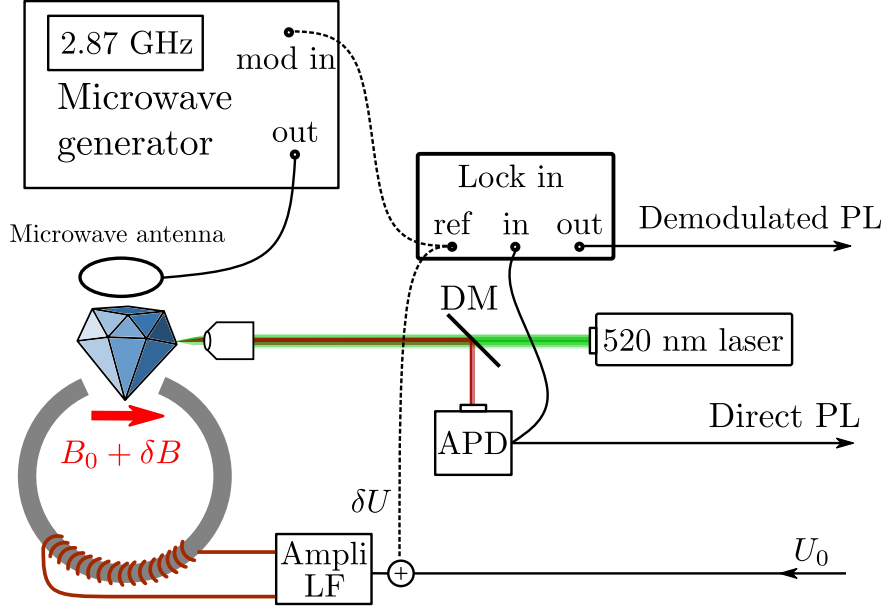 2.87 GHz
mod in
Microwave
generator
out
Lock in
ref in out
Demodulated PL
Microwave antenna
DM
520 nm laser
Direct PL
APD
B₀ + δB
δU
Ampli
LF
+
U₀